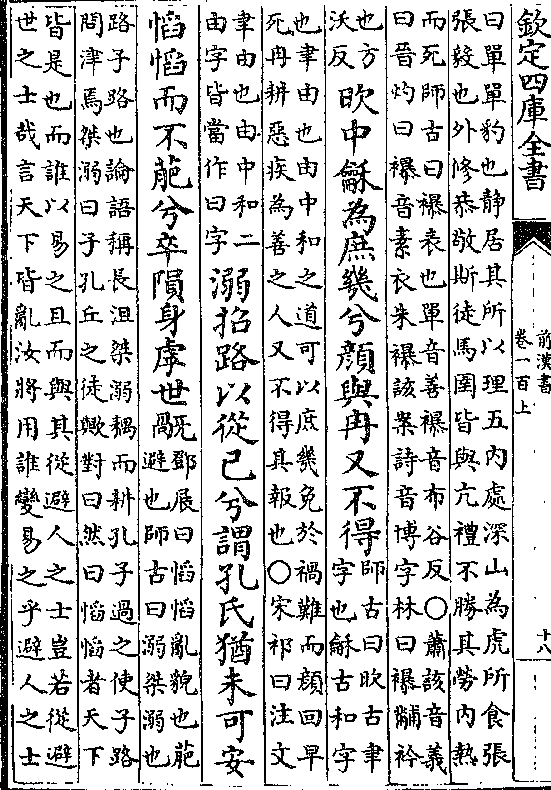 欽定四庫全書
前漢書
卷一百上
十八
曰單單豹也静居其所以理五内處深山為虎所食張
張毅也外修恭敬斯徒馬圉皆與亢禮不勝其勞内熱
而死師古曰襮表也單音善襮音布谷反○蕭該音義
曰晉灼曰襮音素衣朱襮該案詩音博字林曰襮黼衿
也方
沃反
㕤中龢為庶幾兮顔與冉又不得
師古曰㕤古聿
字也龢古和字
也聿由也由中和之道可以庶幾免於禍難而顔回早
死冉耕惡疾為善之人又不得其報也○宋祁曰注文
聿由也由中和二
由字皆當作曰字
溺招路以從已兮謂孔氏猶未可安
慆慆而不萉兮卒隕身虖世𥚽
鄧展曰慆慆亂貌也萉
避也師古曰溺桀溺也
路子路也論語稱長沮桀溺耦而耕孔子過之使子路
問津焉桀溺曰子孔丘之徒歟對曰然曰慆慆者天下
皆是也而誰以易之且而與其從避人之士豈若從避
世之士哉言天下皆亂汝將用誰變易之乎避人之士